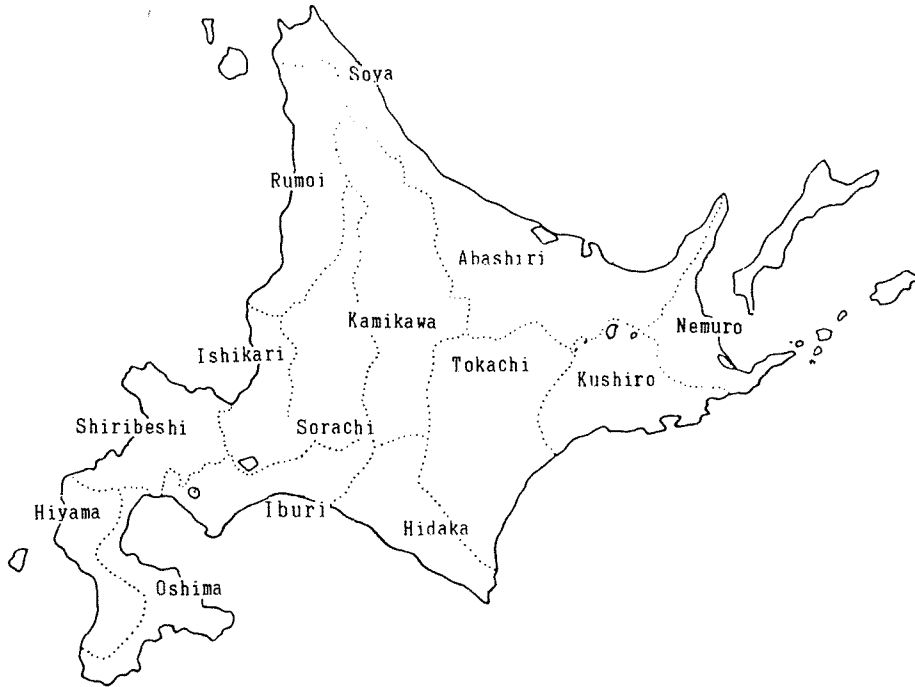 Soya
Rumoi
Abashiri
Kamikawa
Nemuro
Ishikari
Tokachi
Kushiro
Shiribeshi
Sorachi
Hiyama
Iburi
Hidaka
Oshima